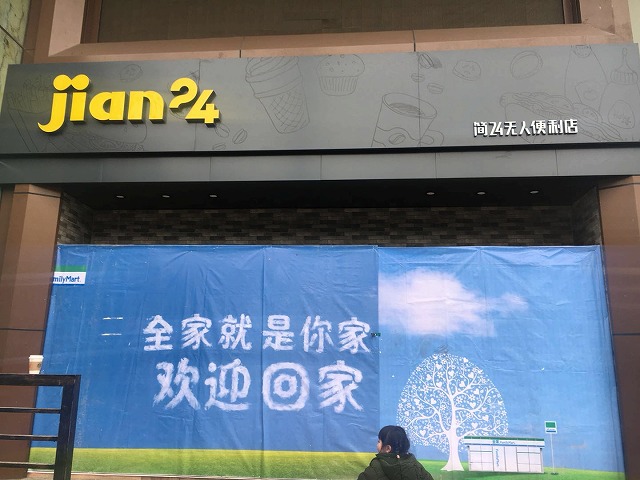 jian24
简24无人便利店
milyMart
全家就是你家
欢迎回家